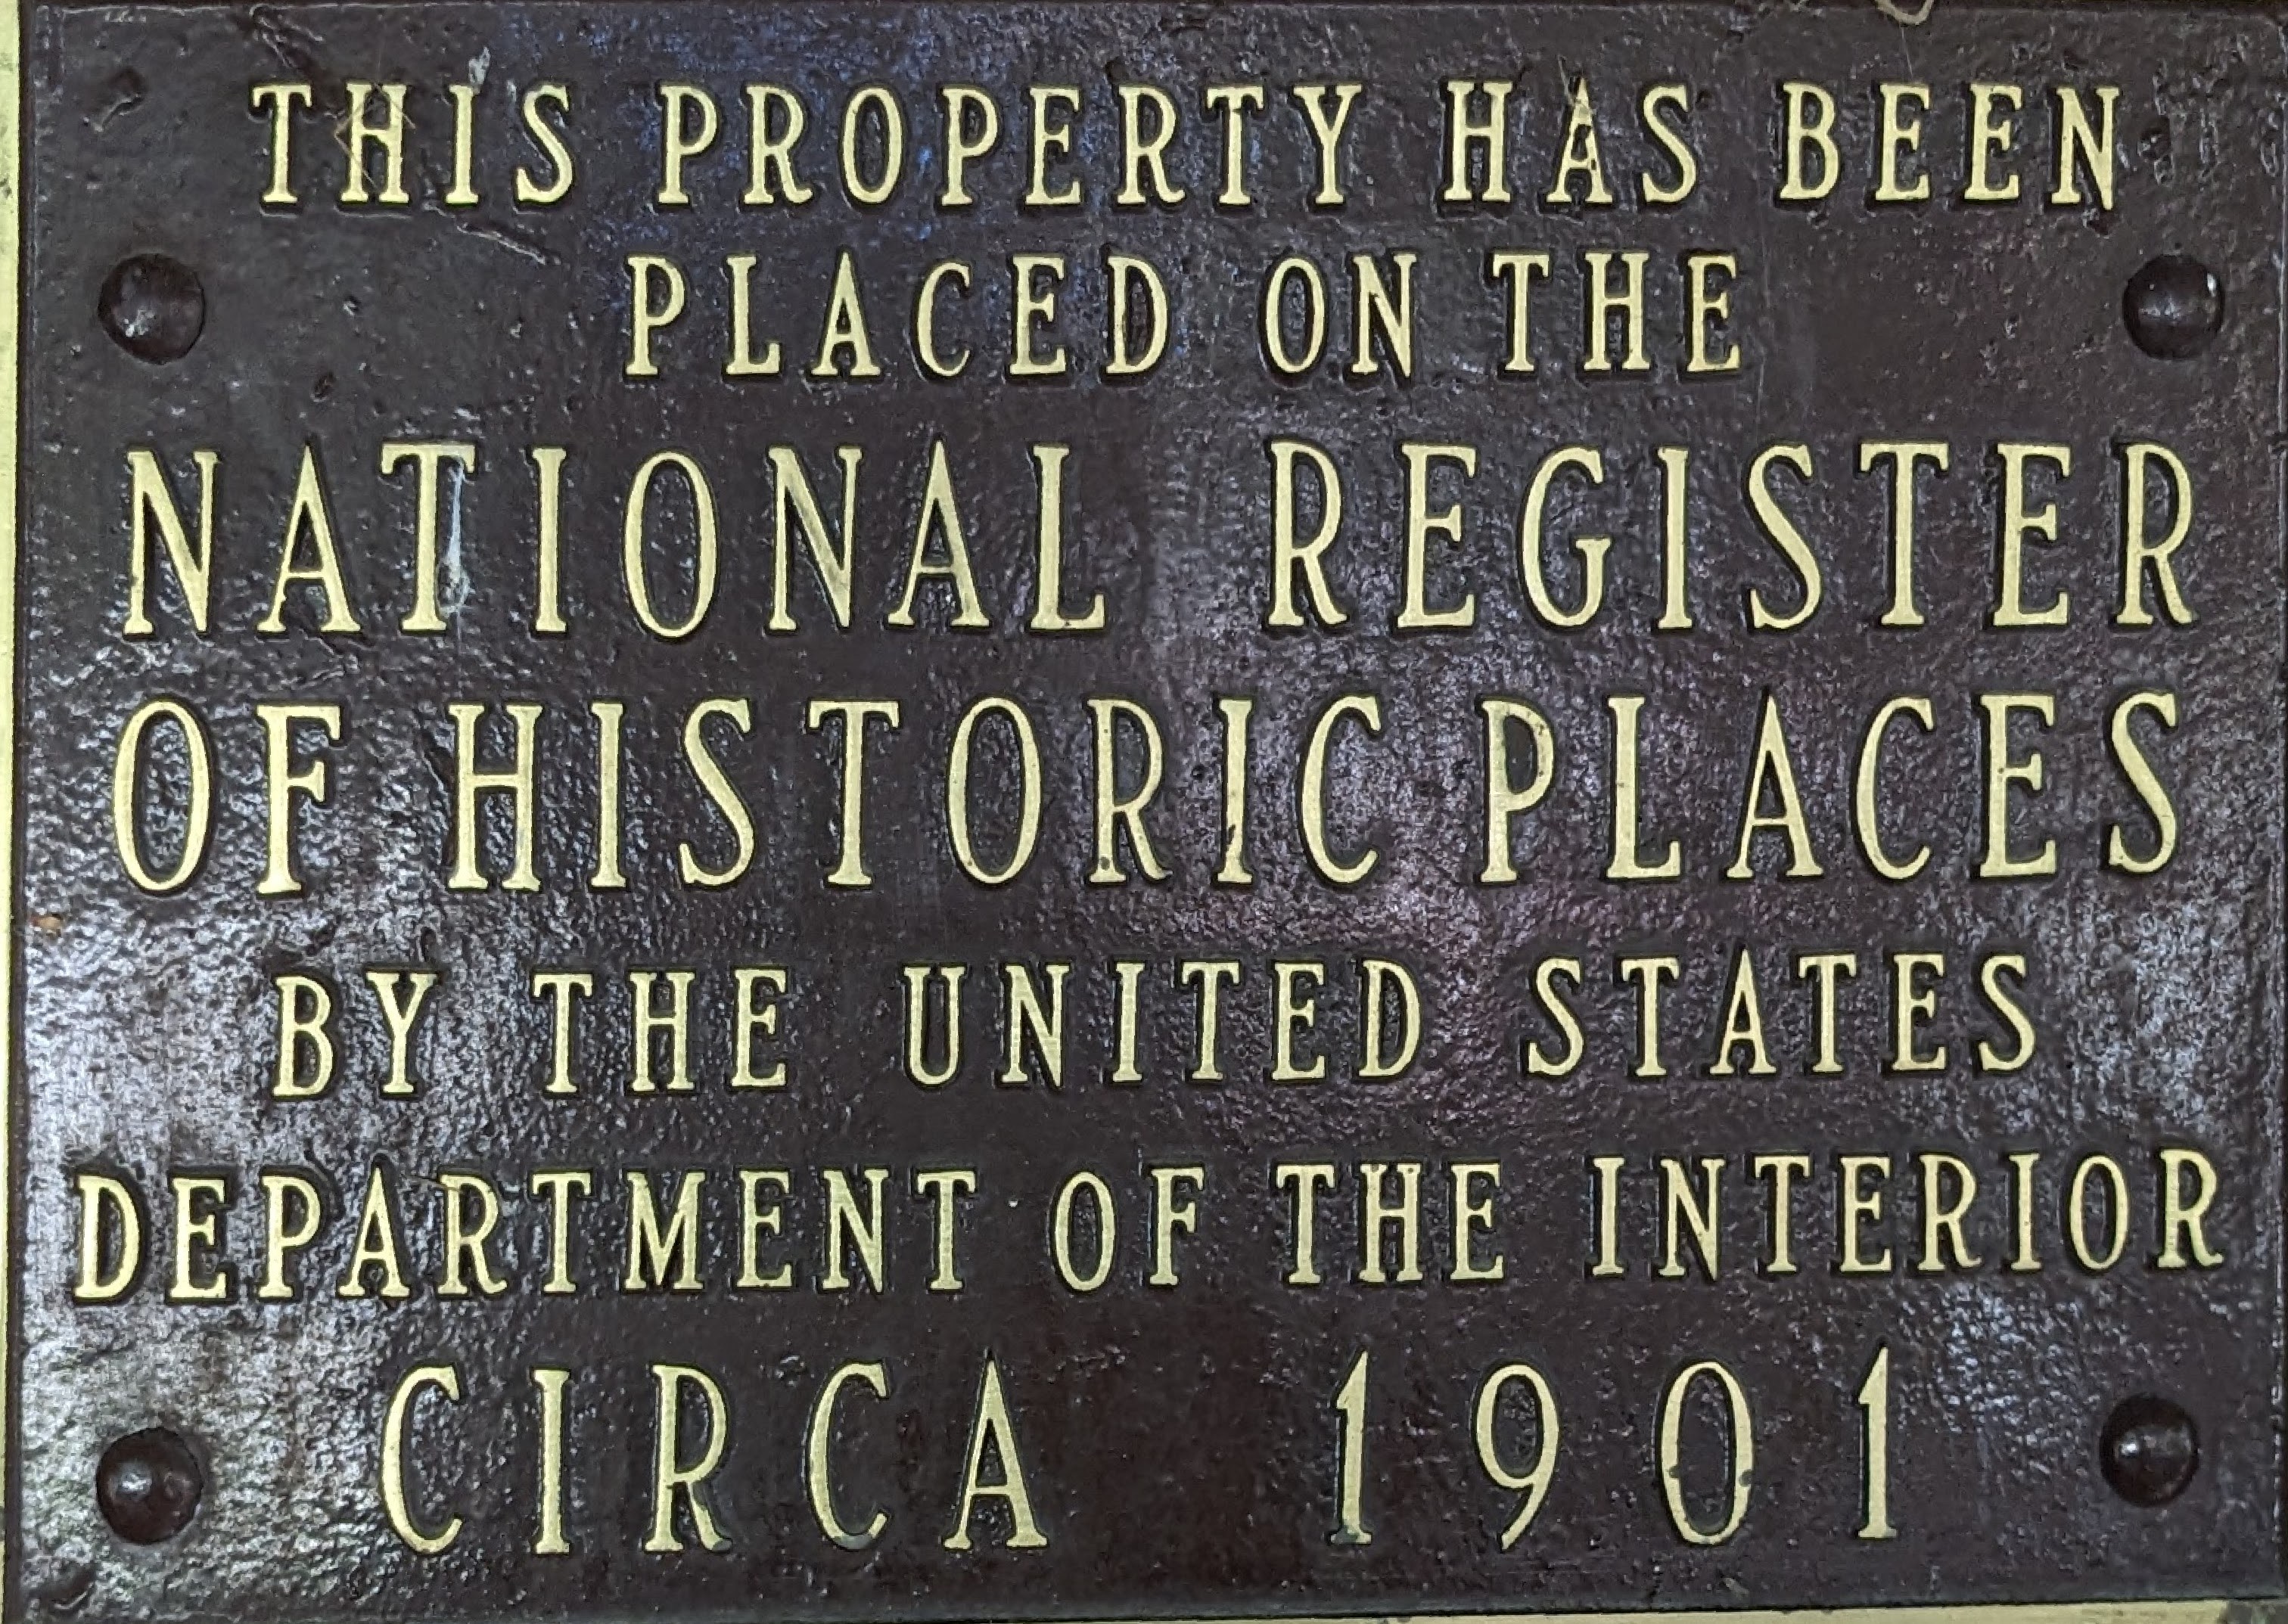 THIS PROPERTY HAS BEEN
PLACED ON THE
NATIONAL REGISTER
OF HISTORIC PLACES
BY THE UNITED STATES
DEPARTMENT OF THE INTERIOR
CIRCA 1901